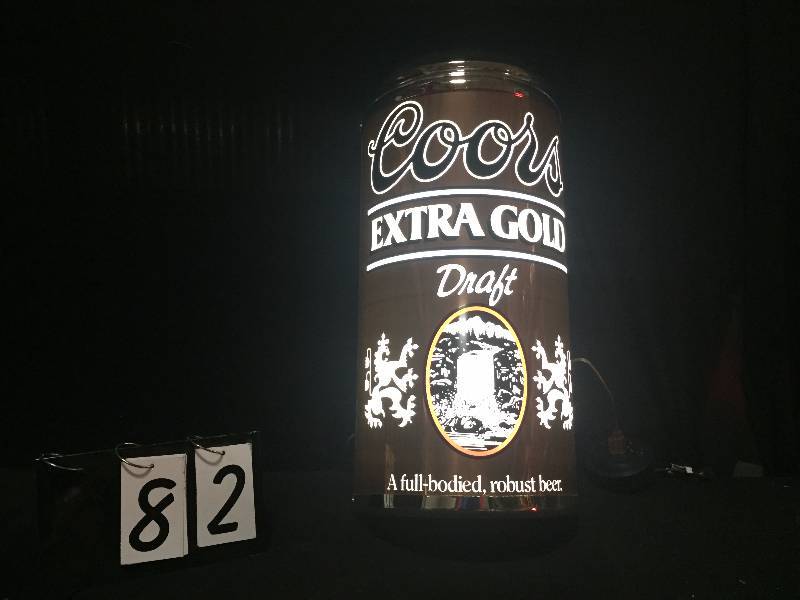 Coors
EXTRA GOLD
Draft
A full-bodied, robust beer.
82